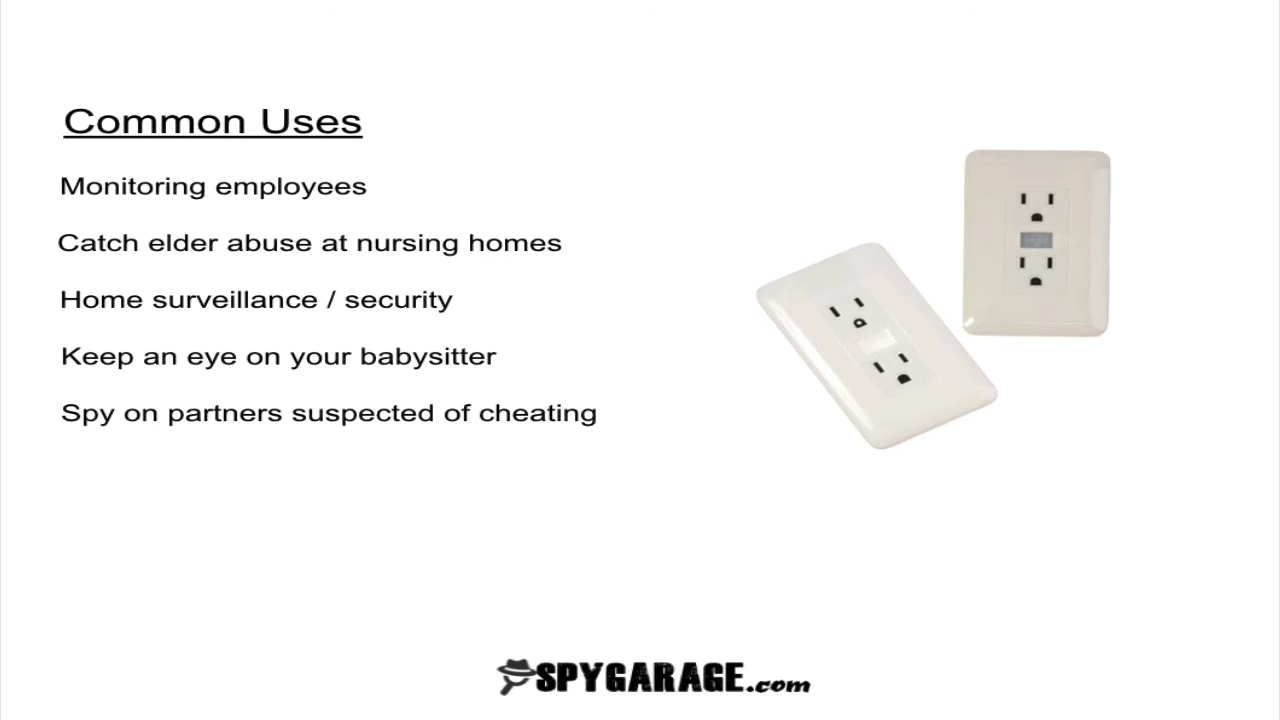 Common Uses
Monitoring employees
Catch elder abuse at nursing homes
Home surveillance / security
Keep an eye on your babysitter
Spy on partners suspected of cheating
SPYGARAGE.com